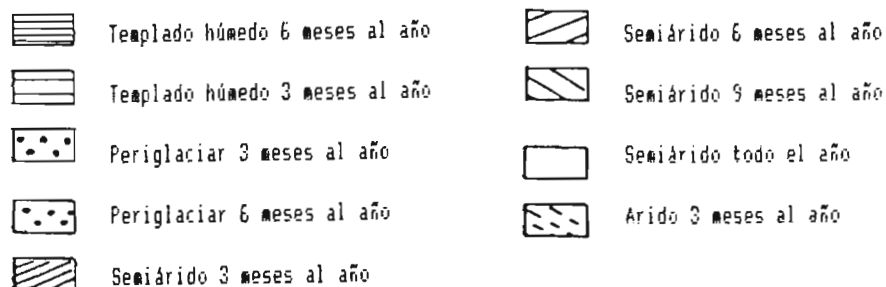 Templado húmedo 6 meses al año
Templado húmedo 3 meses al año
Periglaciar 3 meses al año
Periglaciar 6 meses al año
Semiárido 3 meses al año
Semiárido 6 meses al año
Semiárido 9 meses al año
Semiárido todo el año
Arido 3 meses al año